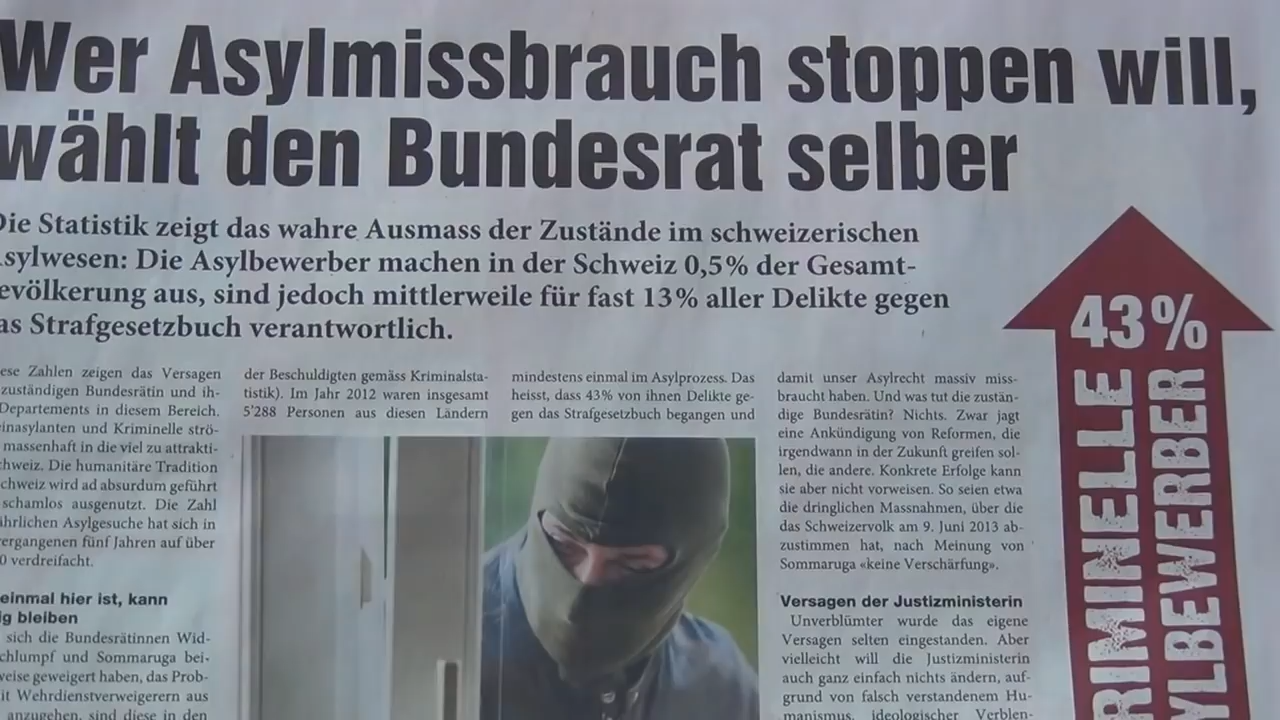 Wer Asylmissbrauch stoppen will,
wählt den Bundesrat selber
Die Statistik zeigt das wahre Ausmass der Zustände im schweizerischen
sylwesen: Die Asylbewerber machen in der Schweiz 0,5% der Gesamt-
evölkerung aus, sind jedoch mittlerweile für fast 13% aller Delikte gegen
as Strafgesetzbuch verantwortlich.
ese Zahlen zeigen das Versagen
zuständigen Bundesrätin und ih-
Departements in diesem Bereich.
einasylanten und Kriminelle strö-
massenhaft in die viel zu attrakti-
chweiz. Die humanitäre Tradition
chweiz wird ad absurdum geführt
schamlos ausgenutzt. Die Zahl
ährlichen Asylgesuche hat sich in
vergangenen fünf Jahren auf über
0 verdreifacht.
einmal hier ist, kann
ig bleiben
sich die Bundesrätinnen Wid-
chlumpf und Sommaruga bei-
weise geweigert haben, das Prob-
it Wehrdienstverweigerern aus
anzugehen, sind diese in den
der Beschuldigten gemäss Kriminalsta-
tistik). Im Jahr 2012 waren insgesamt
5'288 Personen aus diesen Ländern
mindestens einmal im Asylprozess. Das
heisst, dass 43% von ihnen Delikte ge-
gen das Strafgesetzbuch begangen und
damit unser Asylrecht massiv miss-
braucht haben. Und was tut die zustän-
dige Bundesrätin? Nichts. Zwar jagt
eine Ankündigung von Reformen, die
irgendwann in der Zukunft greifen sol-
len, die andere. Konkrete Erfolge kann
sie aber nicht vorweisen. So seien etwa
die dringlichen Massnahmen, über die
das Schweizervolk am 9. Juni 2013 ab-
zustimmen hat, nach Meinung von
Sommaruga «keine Verschärfung».
Versagen der Justizministerin
Unverblümter wurde das eigene
Versagen selten eingestanden. Aber
vielleicht will die Justizministerin
auch ganz einfach nichts ändern, auf-
grund von falsch verstandenem Hu-
manismus, ideologischer Verblen-
43%
RIMINELLE
YLBEWERBER